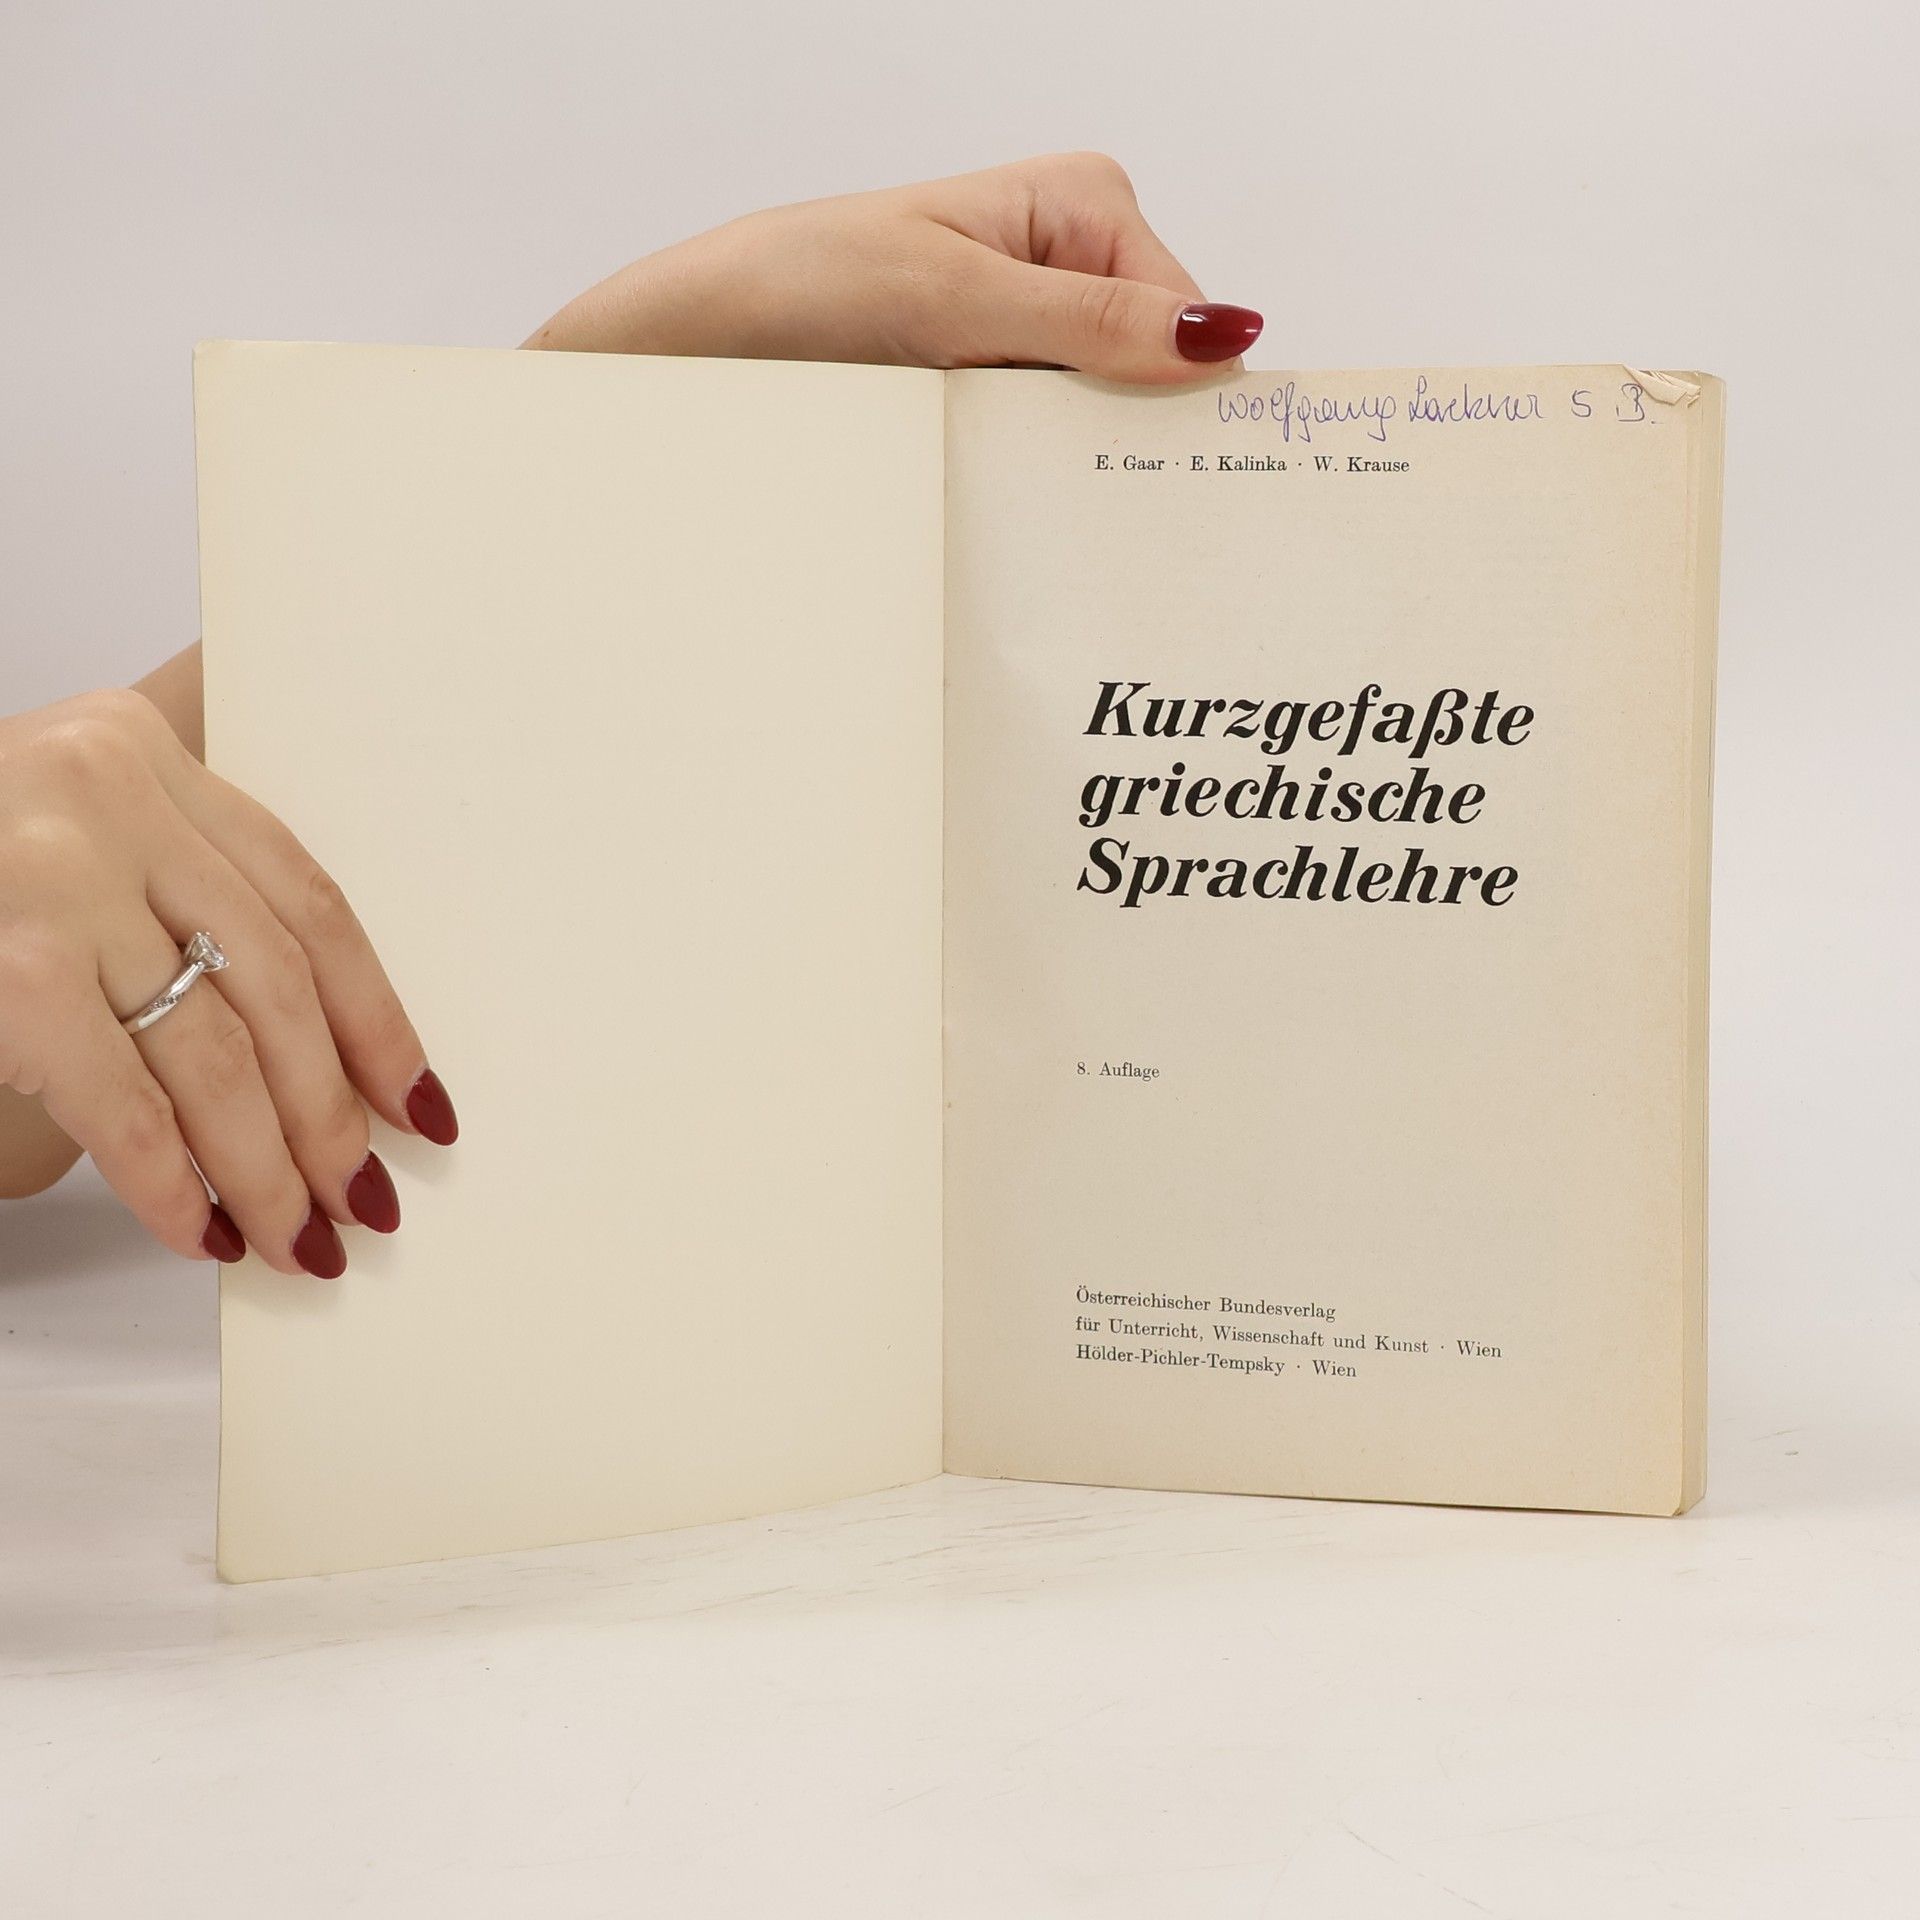 Wolfgang Lackner 5 B.
E. Gaar · E. Kalinka · W. Krause
Kurzgefaßte
griechische
Sprachlehre
8. Auflage
Österreichischer Bundesverlag
für Unterricht, Wissenschaft und Kunst · Wien
Hölder-Pichler-Tempsky · Wien